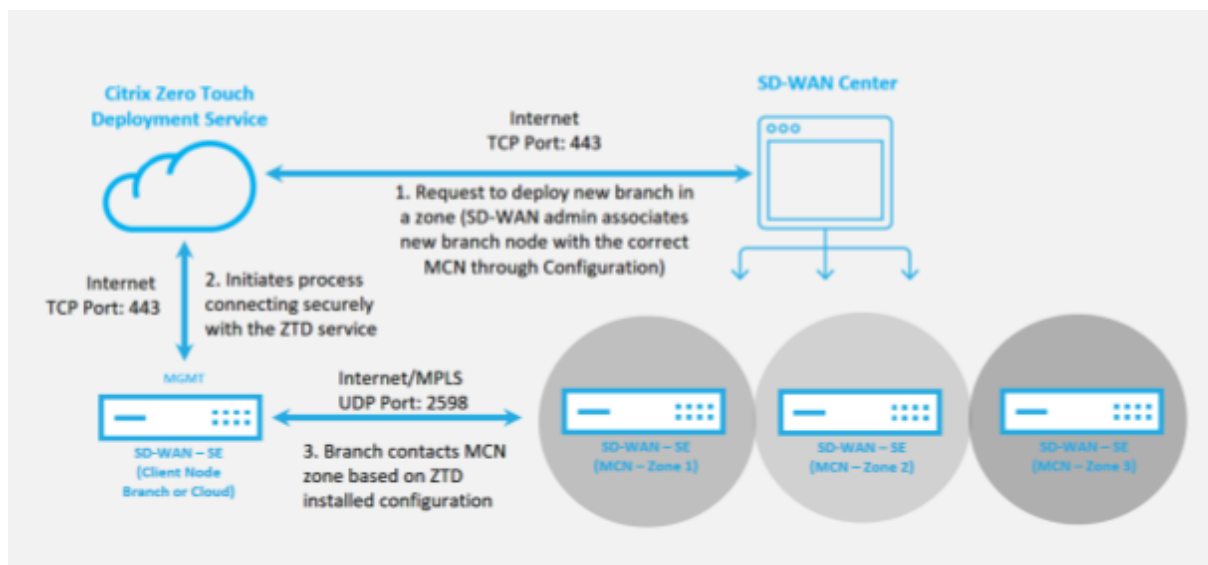 Citrix Zero Touch
Deployment Service
SD-WAN Center
Internet
TCP Port: 443
1. Request to deploy new branch in
a zone (SD-WAN admin associates
new branch node with the correct
MCN through Configuration)
Internet
TCP Port: 443
2. Initiates process
connecting securely
with the ZTD service
MGMT
SD-WAN – SE
(Client Node
Branch or Cloud)
Internet/MPLS
UDP Port: 2598
3. Branch contacts MCN
zone based on ZTD
installed configuration
SD-WAN – SE
(MCN – Zone 1)
SD-WAN – SE
(MCN – Zone 2)
SD-WAN – SE
(MCN – Zone 3)